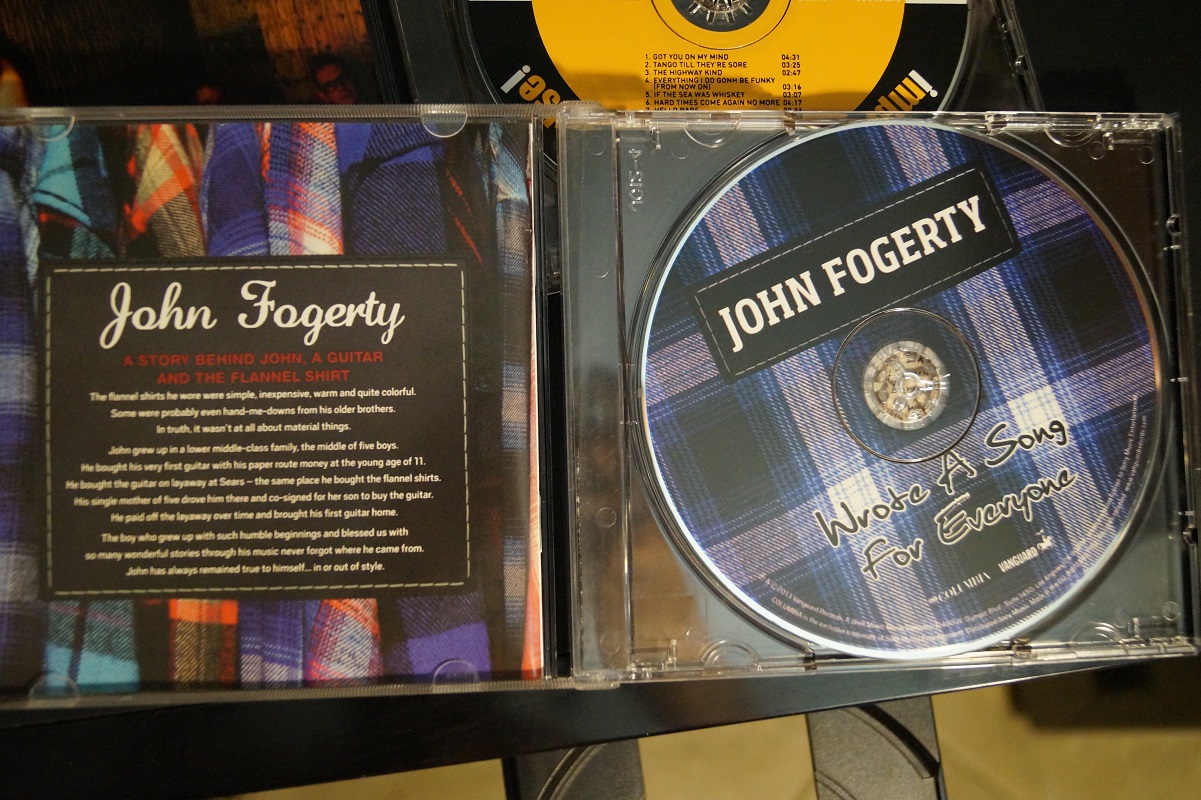 1. GOT YOU ON MY MIND 04:31
2. TANGO TILL THEY'RE SORE 03:25
3. THE HIGHWAY KIND 02:47
4. EVERYTHING I DO GONH BE FUNKY
(FROM NOW ON) 03:16
5. IF THE SEA WAS WHISKEY 03:07
6. HARD TIMES COME AGAIN NO MORE 04:17
John Fogerty
A STORY BEHIND JOHN, A GUITAR
AND THE FLANNEL SHIRT
The flannel shirts he wore were simple, inexpensive, warm and quite colorful.
Some were probably even hand-me-downs from his older brothers.
In truth, it wasn't at all about material things.
John grew up in a lower middle-class family, the middle of five boys.
He bought his very first guitar with his paper route money at the young age of 11.
He bought the guitar on layaway at Sears – the same place he bought the flannel shirts.
His single mother of five drove him there and co-signed for her son to buy the guitar.
He paid off the layaway over time and brought his first guitar home.
The boy who grew up with such humble beginnings and blessed us with
so many wonderful stories through his music never forgot where he came from.
John has always remained true to himself... in or out of style.
JOHN FOGERTY
Wrote A Song
For Everyone
COLUMBIA
VANGUARD